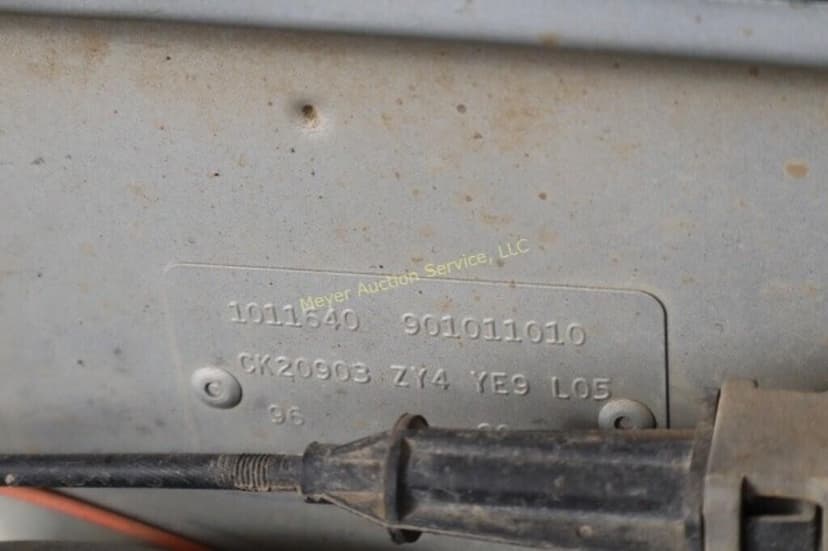 Meyer Auction Service, LLC
1011640 901011010
CK20903 ZY4 YE9 L05
96